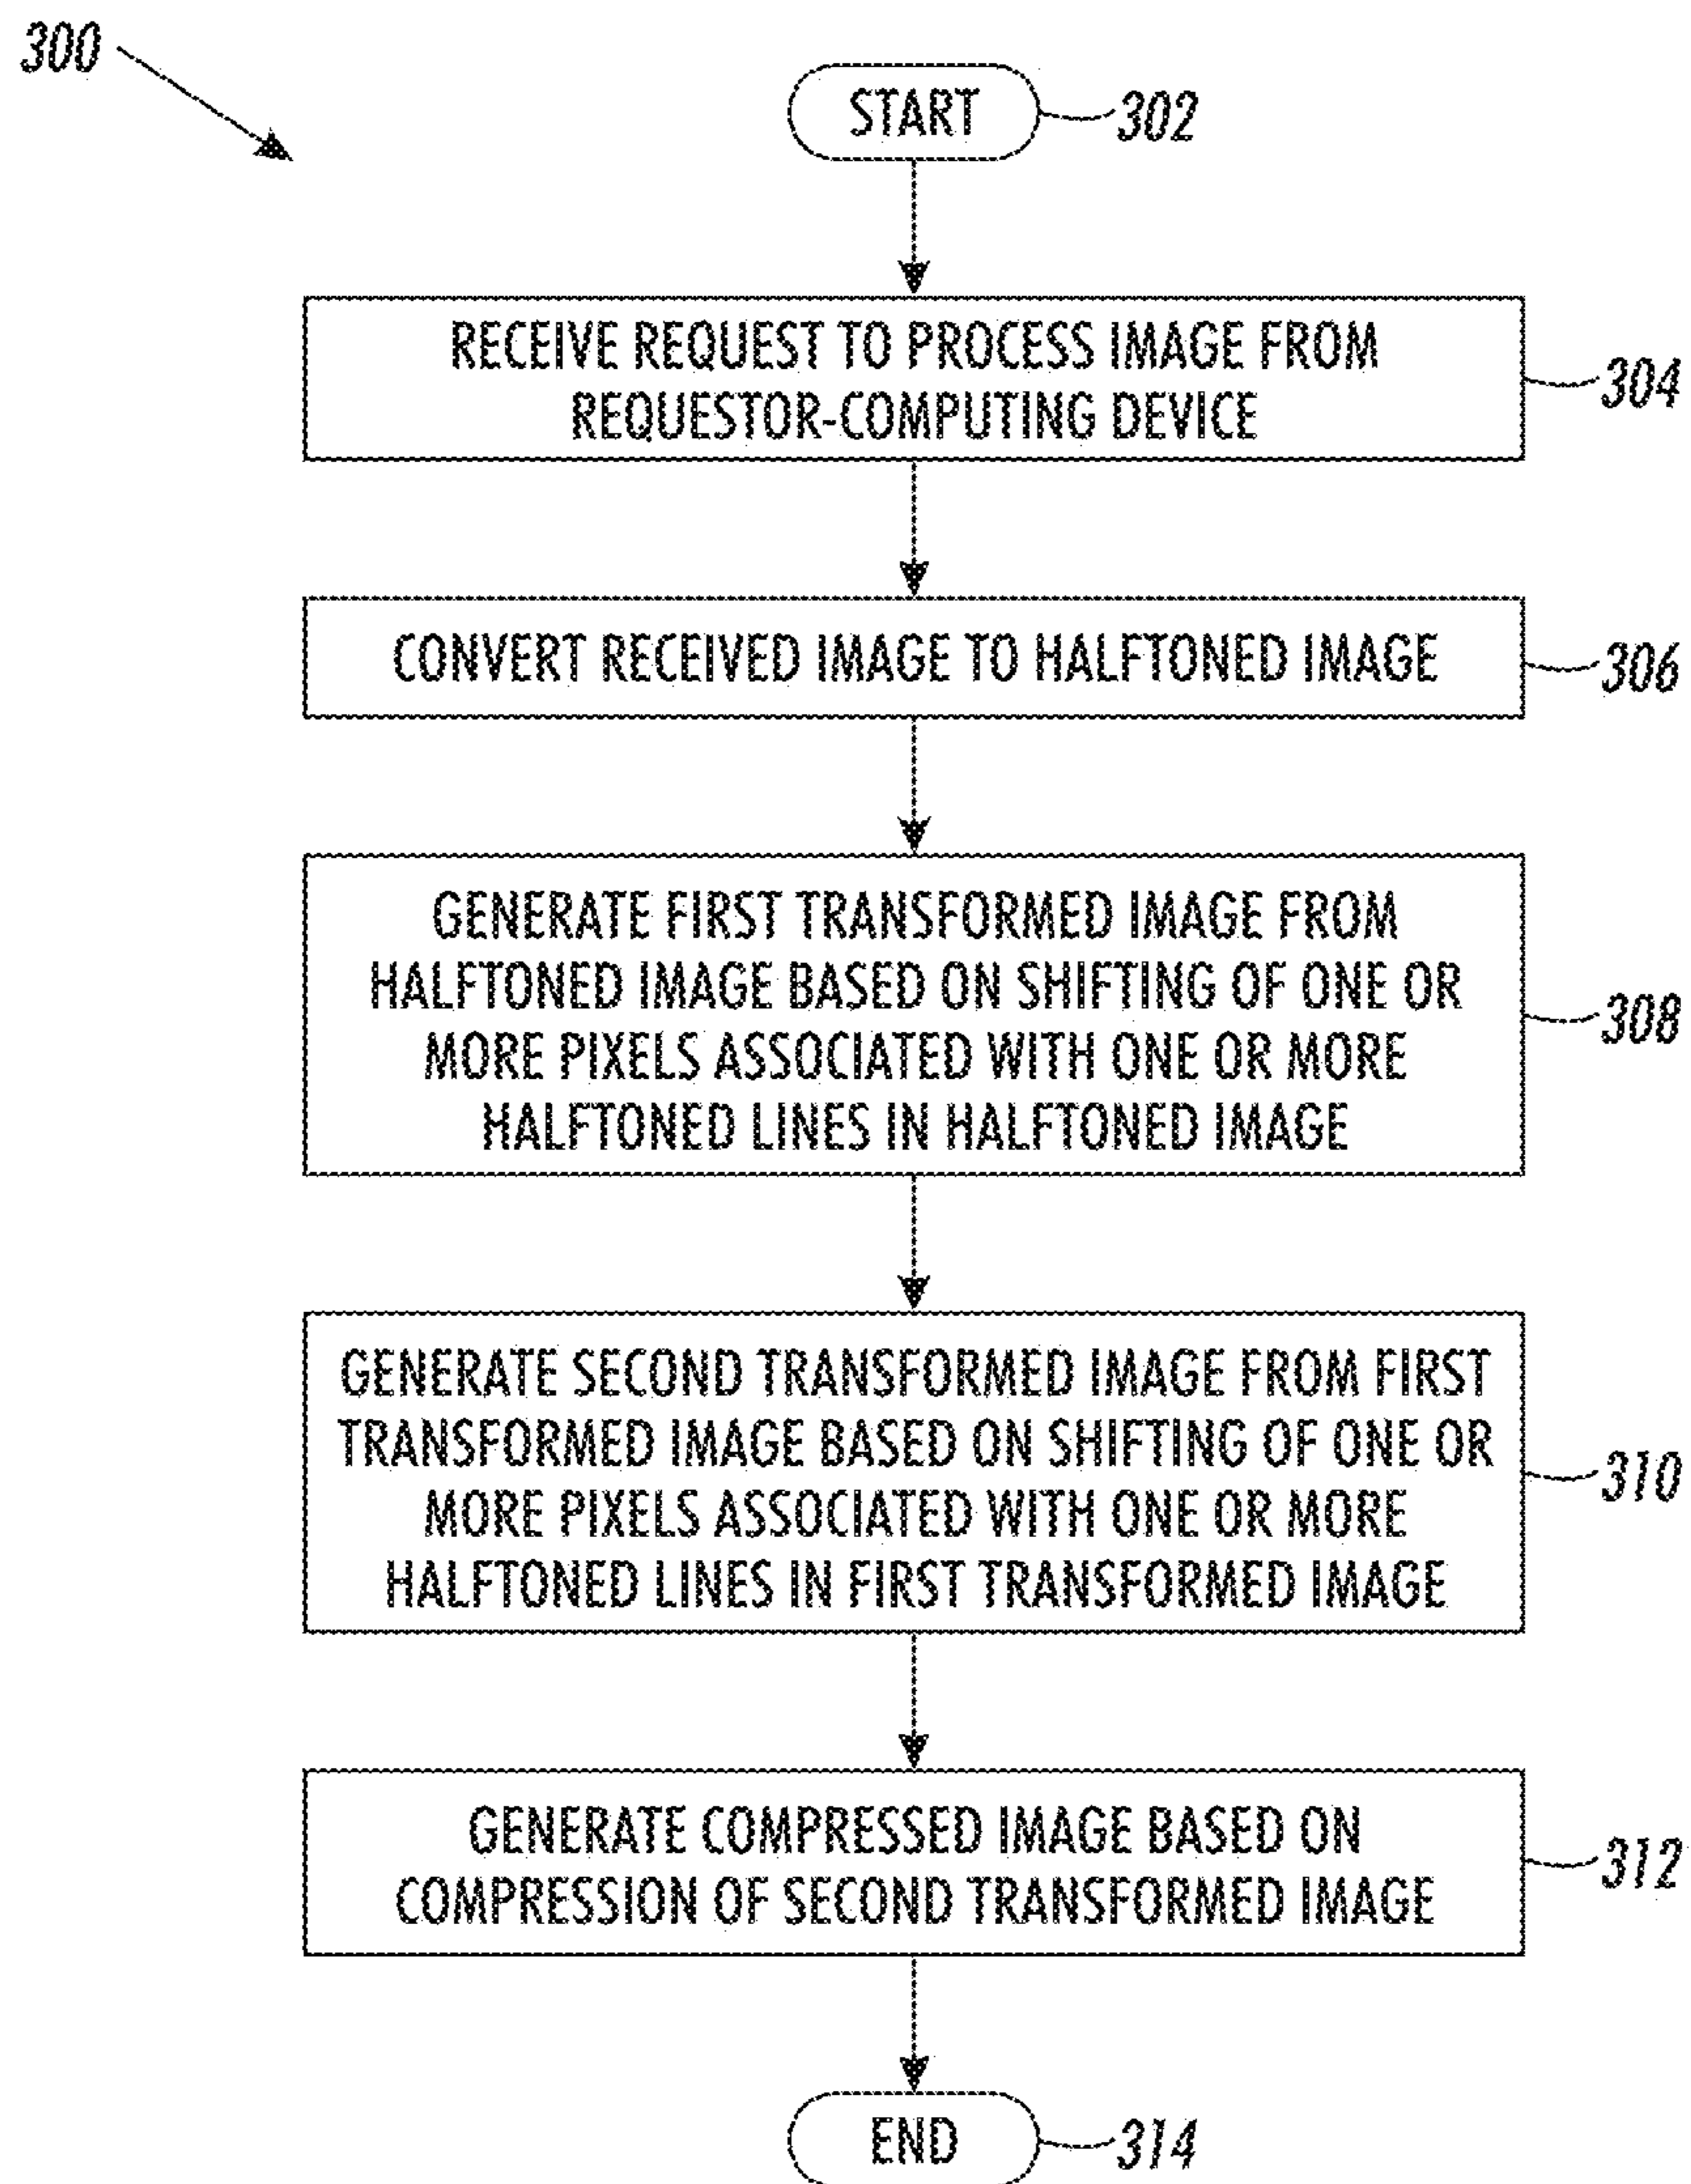 300
START
302
RECEIVE REQUEST TO PROCESS IMAGE FROM
REQUESTOR-COMPUTING DEVICE
304
CONVERT RECEIVED IMAGE TO HALFTONED IMAGE
306
GENERATE FIRST TRANSFORMED IMAGE FROM
HALFTONED IMAGE BASED ON SHIFTING OF ONE OR
MORE PIXELS ASSOCIATED WITH ONE OR MORE
HALFTONED LINES IN HALFTONED IMAGE
308
GENERATE SECOND TRANSFORMED IMAGE FROM FIRST
TRANSFORMED IMAGE BASED ON SHIFTING OF ONE OR
MORE PIXELS ASSOCIATED WITH ONE OR MORE
HALFTONED LINES IN FIRST TRANSFORMED IMAGE
310
GENERATE COMPRESSED IMAGE BASED ON
COMPRESSION OF SECOND TRANSFORMED IMAGE
312
END
314